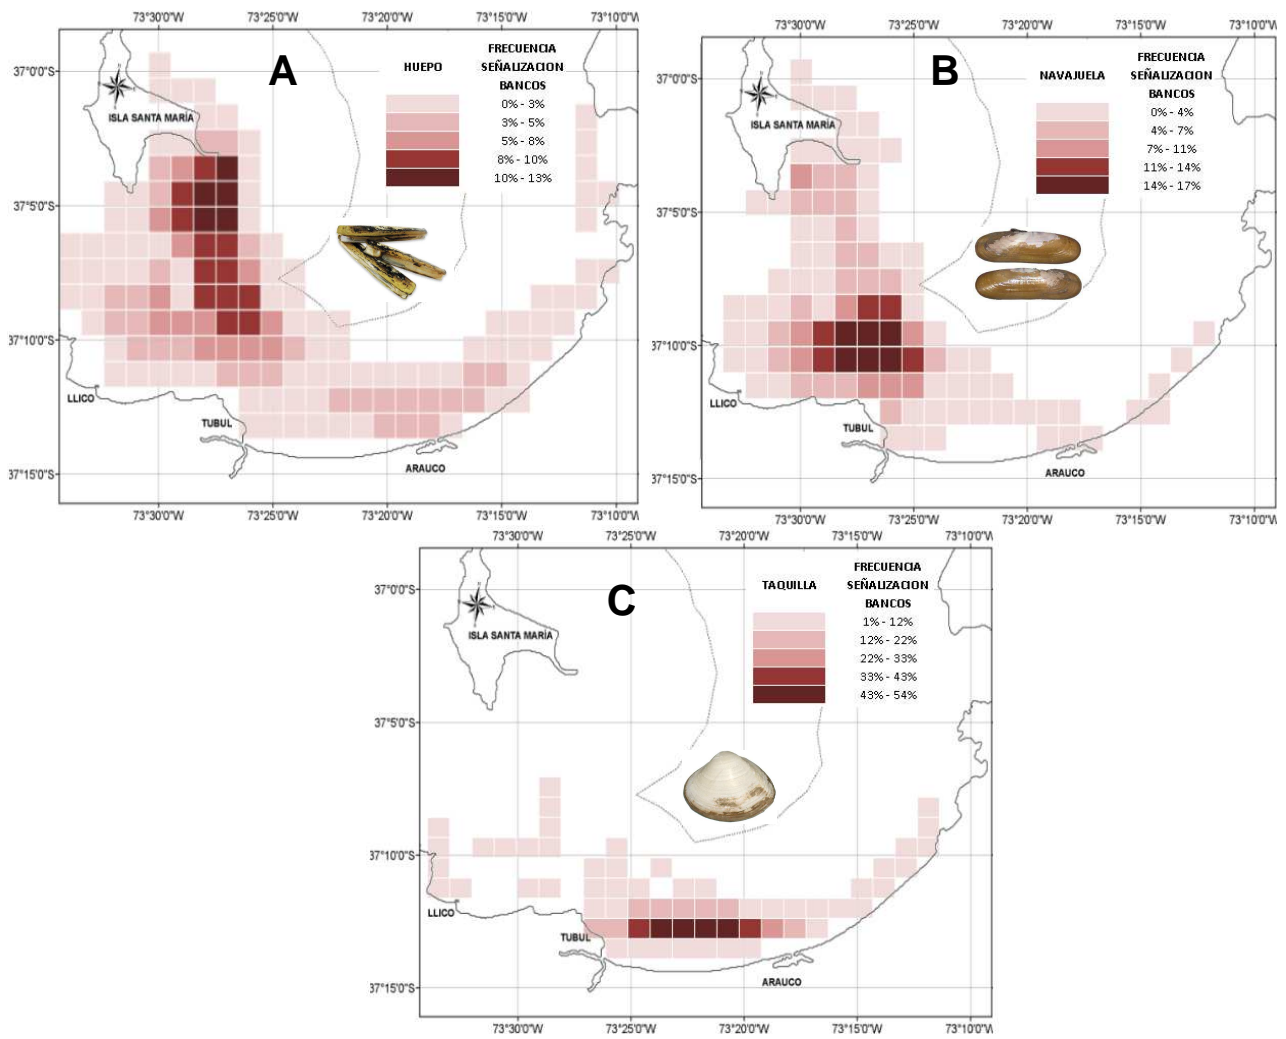 73°30'0"W 73°25'0"W 73°20'0"W 73°15'0"W 73°10'0"W
A
HUEPO
FRECUENCIA
SEÑALIZACION
BANCOS
0% - 3%
3% - 5%
5% - 8%
8% - 10%
10% - 13%
37°0'0"S
ISLA SANTA MARÍA
37°5'0"S
37°10'0"S
LLICO
TUBUL
ARAUCO
37°15'0"S
73°30'0"W 73°25'0"W 73°20'0"W 73°15'0"W 73°10'0"W
73°30'0"W 73°25'0"W 73°20'0"W 73°15'0"W 73°10'0"W
B
NAVAJUELA
FRECUENCIA
SEÑALIZACION
BANCOS
0% - 4%
4% - 7%
7% - 11%
11% - 14%
14% - 17%
37°0'0"S
ISLA SANTA MARÍA
37°5'0"S
37°10'0"S
LLICO
TUBUL
ARAUCO
37°15'0"S
73°30'0"W 73°25'0"W 73°20'0"W 73°15'0"W 73°10'0"W
73°30'0"W 73°25'0"W 73°20'0"W 73°15'0"W 73°10'0"W
C
TAQUILLA
FRECUENCIA
SEÑALIZACION
BANCOS
1% - 12%
12% - 22%
22% - 33%
33% - 43%
43% - 54%
37°0'0"S
ISLA SANTA MARÍA
37°5'0"S
37°10'0"S
LLICO
TUBUL
ARAUCO
37°15'0"S
73°30'0"W 73°25'0"W 73°20'0"W 73°15'0"W 73°10'0"W